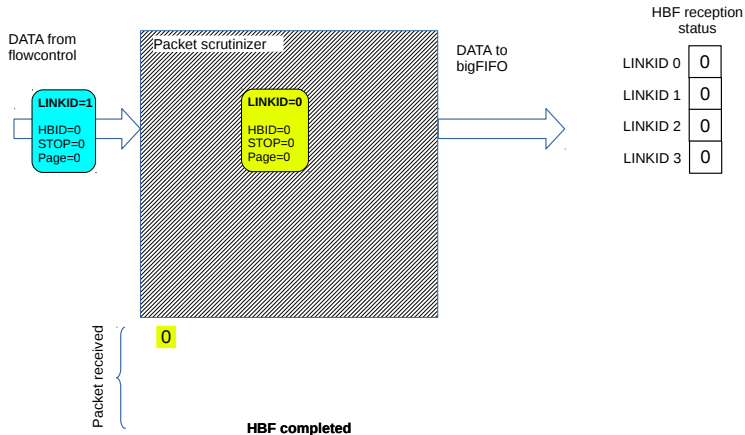 HBF reception
status
DATA from
flowcontrol
Packet scrutinizer
DATA to
bigFIFO
LINKID 0 0
LINKID 1 0
LINKID 2 0
LINKID 3 0
LINKID=1
HBID=0
STOP=0
Page=0
LINKID=0
HBID=0
STOP=0
Page=0
Packet received
0
HBF completed